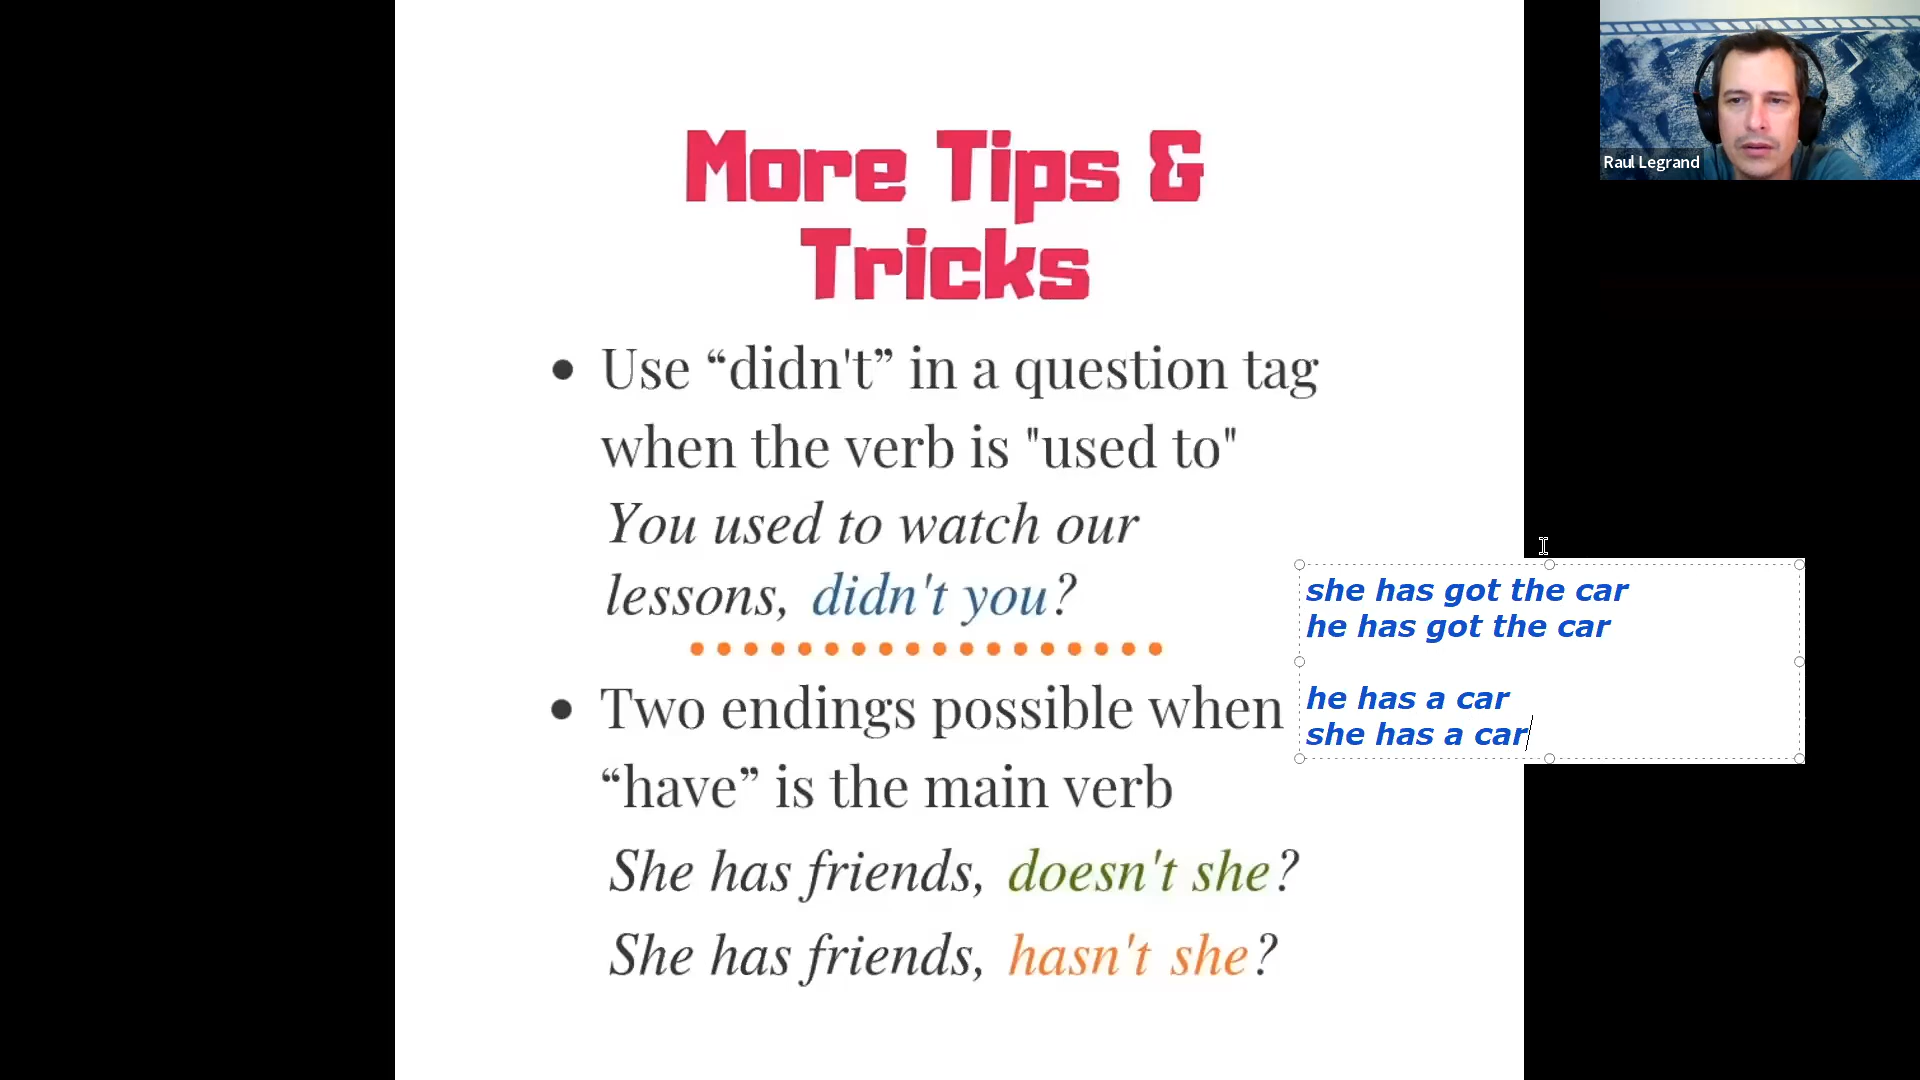 More Tips &
Tricks
• Use “didn't” in a question tag
when the verb is "used to"
You used to watch our
lessons, didn't you?
• Two endings possible when
“have” is the main verb
She has friends, doesn't she?
She has friends, hasn't she?
she has got the car
he has got the car
he has a car
she has a car
Raul Legrand